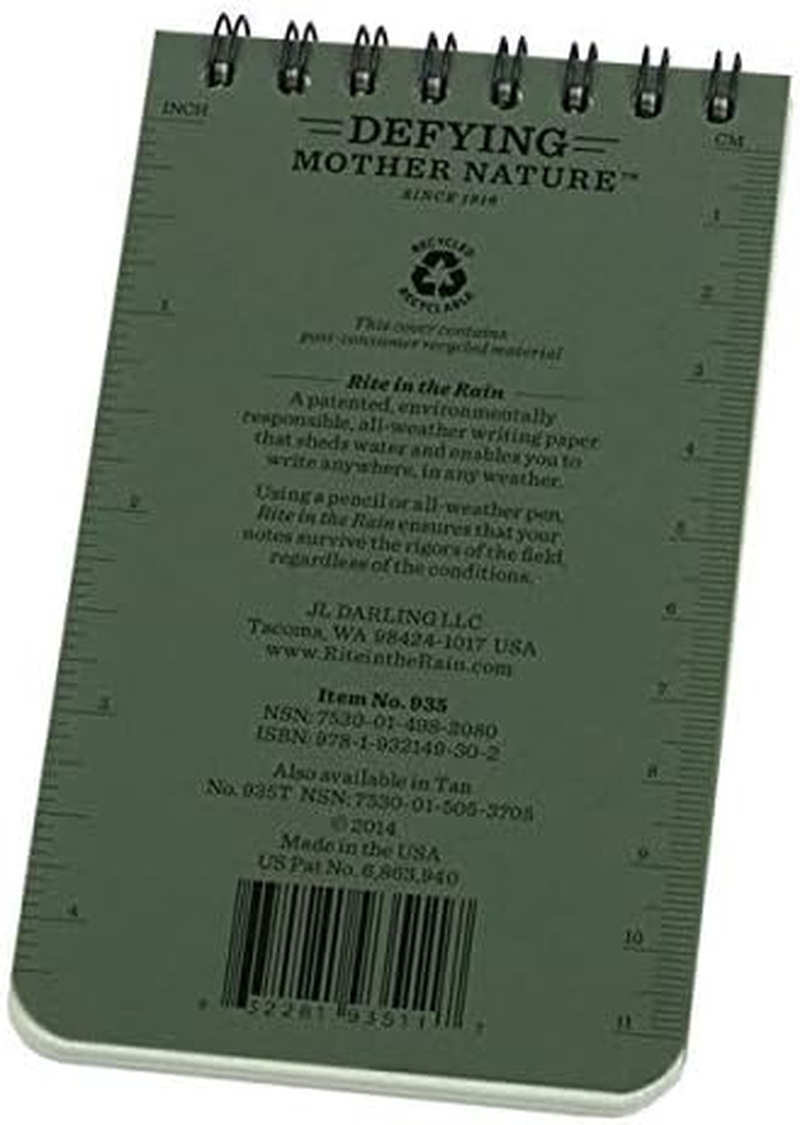 INCH
CM
DEFYING
MOTHER NATURE™
SINCE 1916
RECYCLED
RECYCLABLE
This cover contains
post-consumer recycled material
Rite in the Rain
A patented, environmentally
responsible, all-weather writing paper
that sheds water and enables you to
write anywhere, in any weather.
Using a pencil or all-weather pen,
Rite in the Rain ensures that your
notes survive the rigors of the field,
regardless of the conditions.
JL DARLING LLC
Tacoma, WA 98424-1017 USA
www.RiteintheRain.com
Item No. 935
NSN: 7530-01-498-2080
ISBN: 978-1-932149-30-2
Also available in Tan
No. 935T NSN: 7530-01-505-3705
© 2014
Made in the USA
US Pat No. 6,863,940
1
2
3
4
1
2
3
4
5
6
7
8
9
10
11